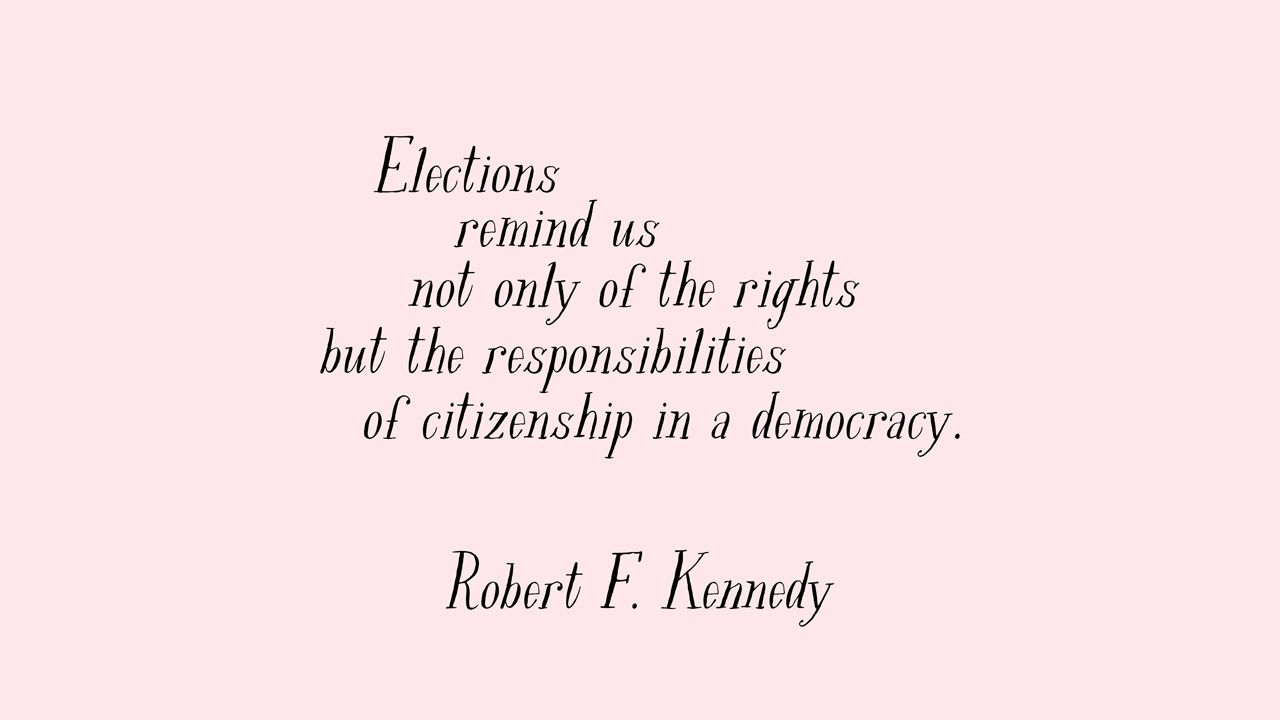 Elections
remind us
not only of the rights
but the responsibilities
of citizenship in a democracy.
Robert F. Kennedy